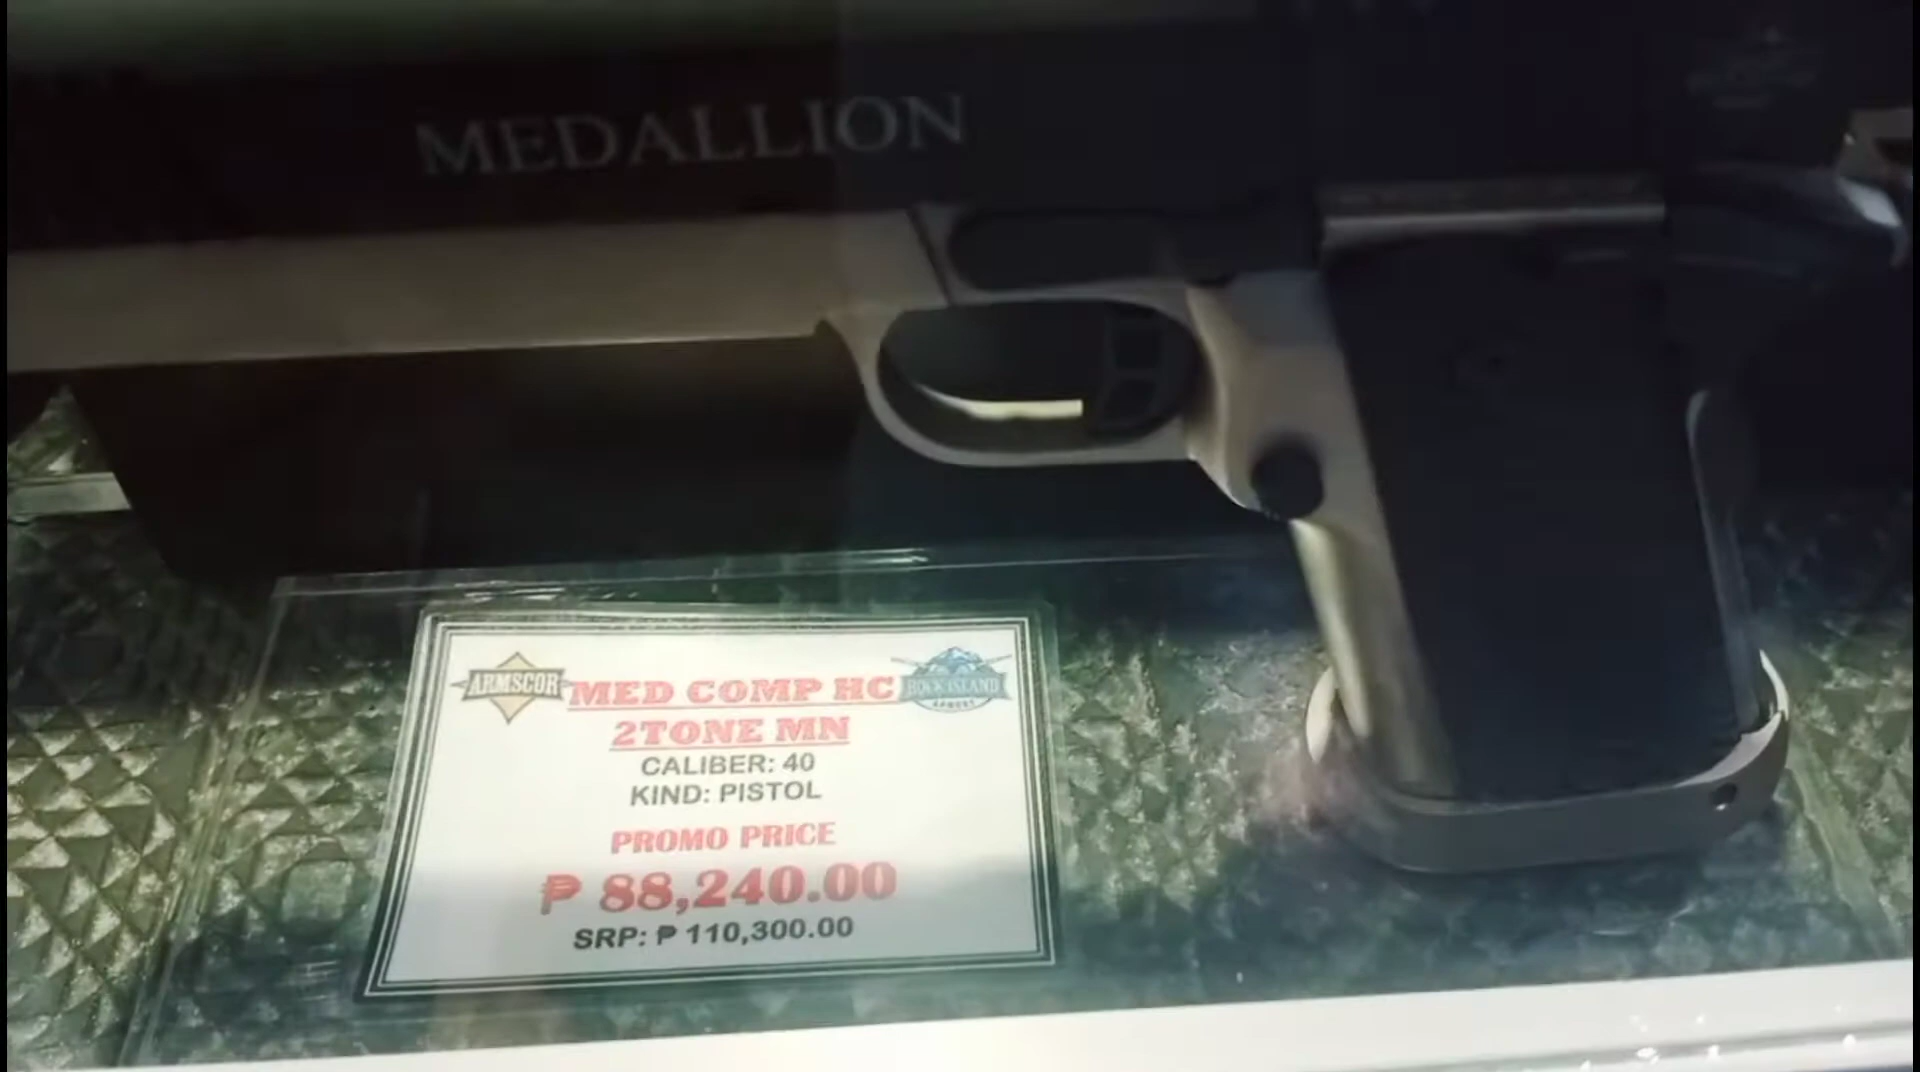 MEDALLION
ARMSCOR
MED COMP HC
ROCK ISLAND
ARMORY
2TONE MN
CALIBER: 40
KIND: PISTOL
PROMO PRICE
₱ 88,240.00
SRP: ₱ 110,300.00